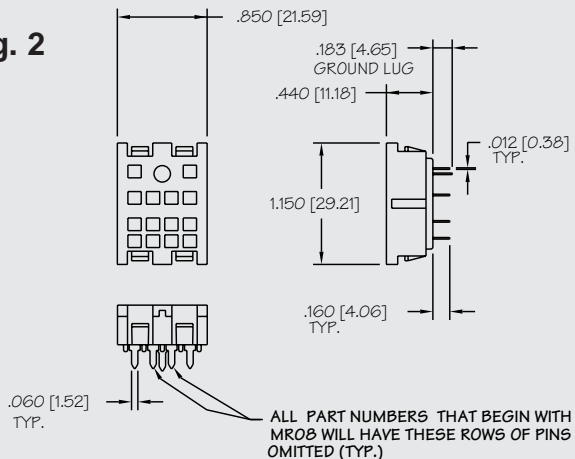 g. 2
.850 [21.59]
.183 [4.65]
GROUND LUG
.440 [11.18]
.012 [0.38]
TYP.
1.150 [29.21]
.160 [4.06]
TYP.
.060 [1.52]
TYP.
ALL PART NUMBERS THAT BEGIN WITH
MR08 WILL HAVE THESE ROWS OF PINS
OMITTED (TYP.)